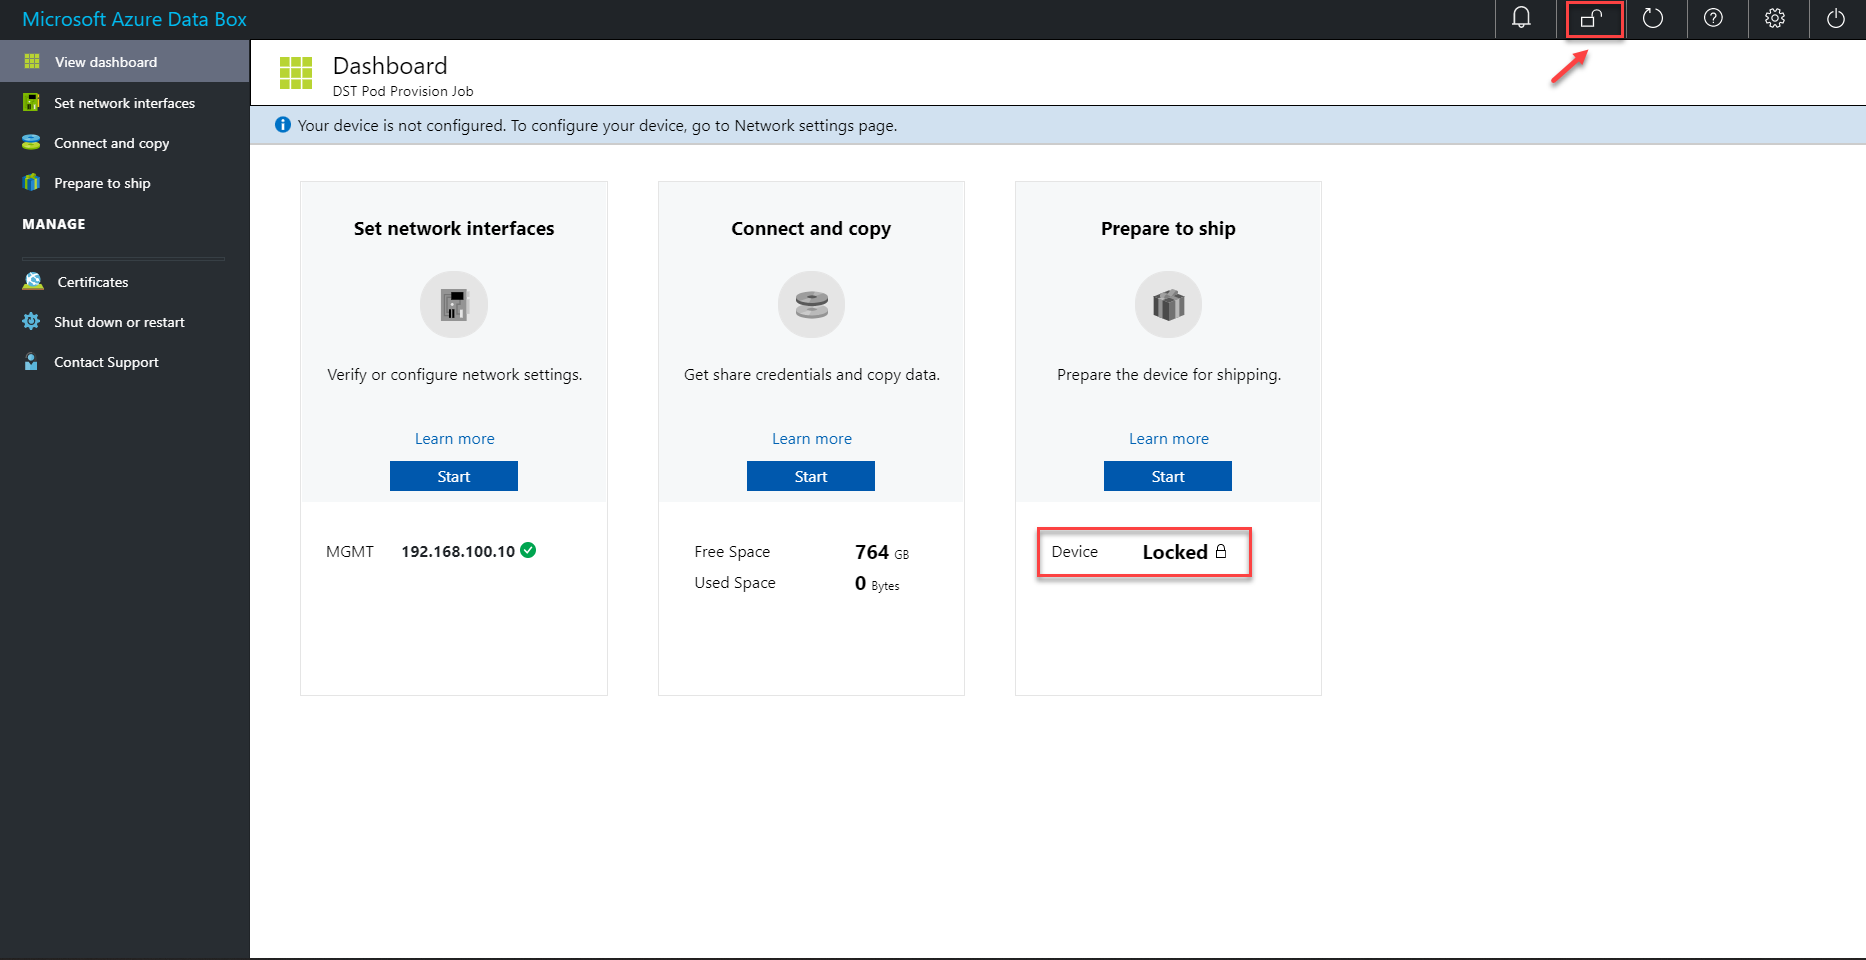 Microsoft Azure Data Box
View dashboard
Set network interfaces
Connect and copy
Prepare to ship
MANAGE
Certificates
Shut down or restart
Contact Support
Dashboard
DST Pod Provision Job
Your device is not configured. To configure your device, go to Network settings page.
Set network interfaces
Verify or configure network settings.
Learn more
Start
MGMT 192.168.100.10
Connect and copy
Get share credentials and copy data.
Learn more
Start
Free Space 764 GB
Used Space 0 Bytes
Prepare to ship
Prepare the device for shipping.
Learn more
Start
Device Locked